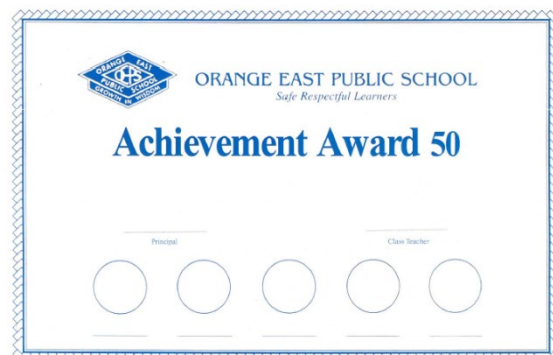 ORANGE EAST
OPS
PUBLIC SCHOOL
GROWTH IN WISDOM
ORANGE EAST PUBLIC SCHOOL
Safe Respectful Learners
Achievement Award 50
Principal
Class Teacher